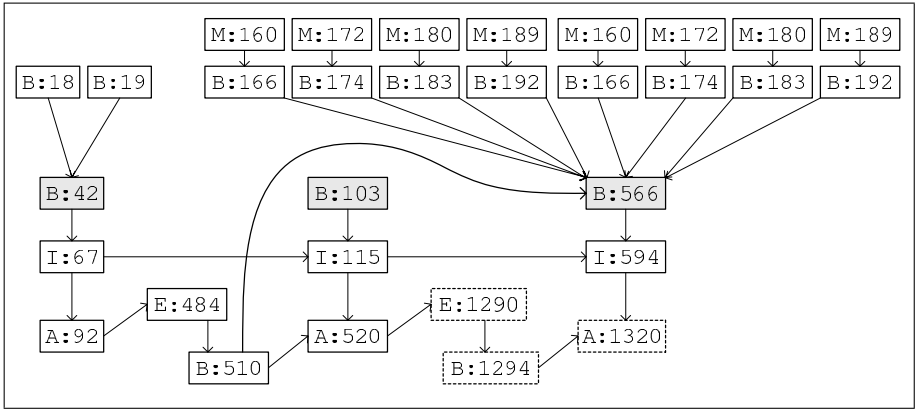 M:160 M:172 M:180 M:189 M:160 M:172 M:180 M:189
B:18 B:19 B:166 B:174 B:183 B:192 B:166 B:174 B:183 B:192
B:42 B:103 B:566
I:67 I:115 I:594
E:484 E:1290
A:92 A:520 A:1320
B:510 B:1294